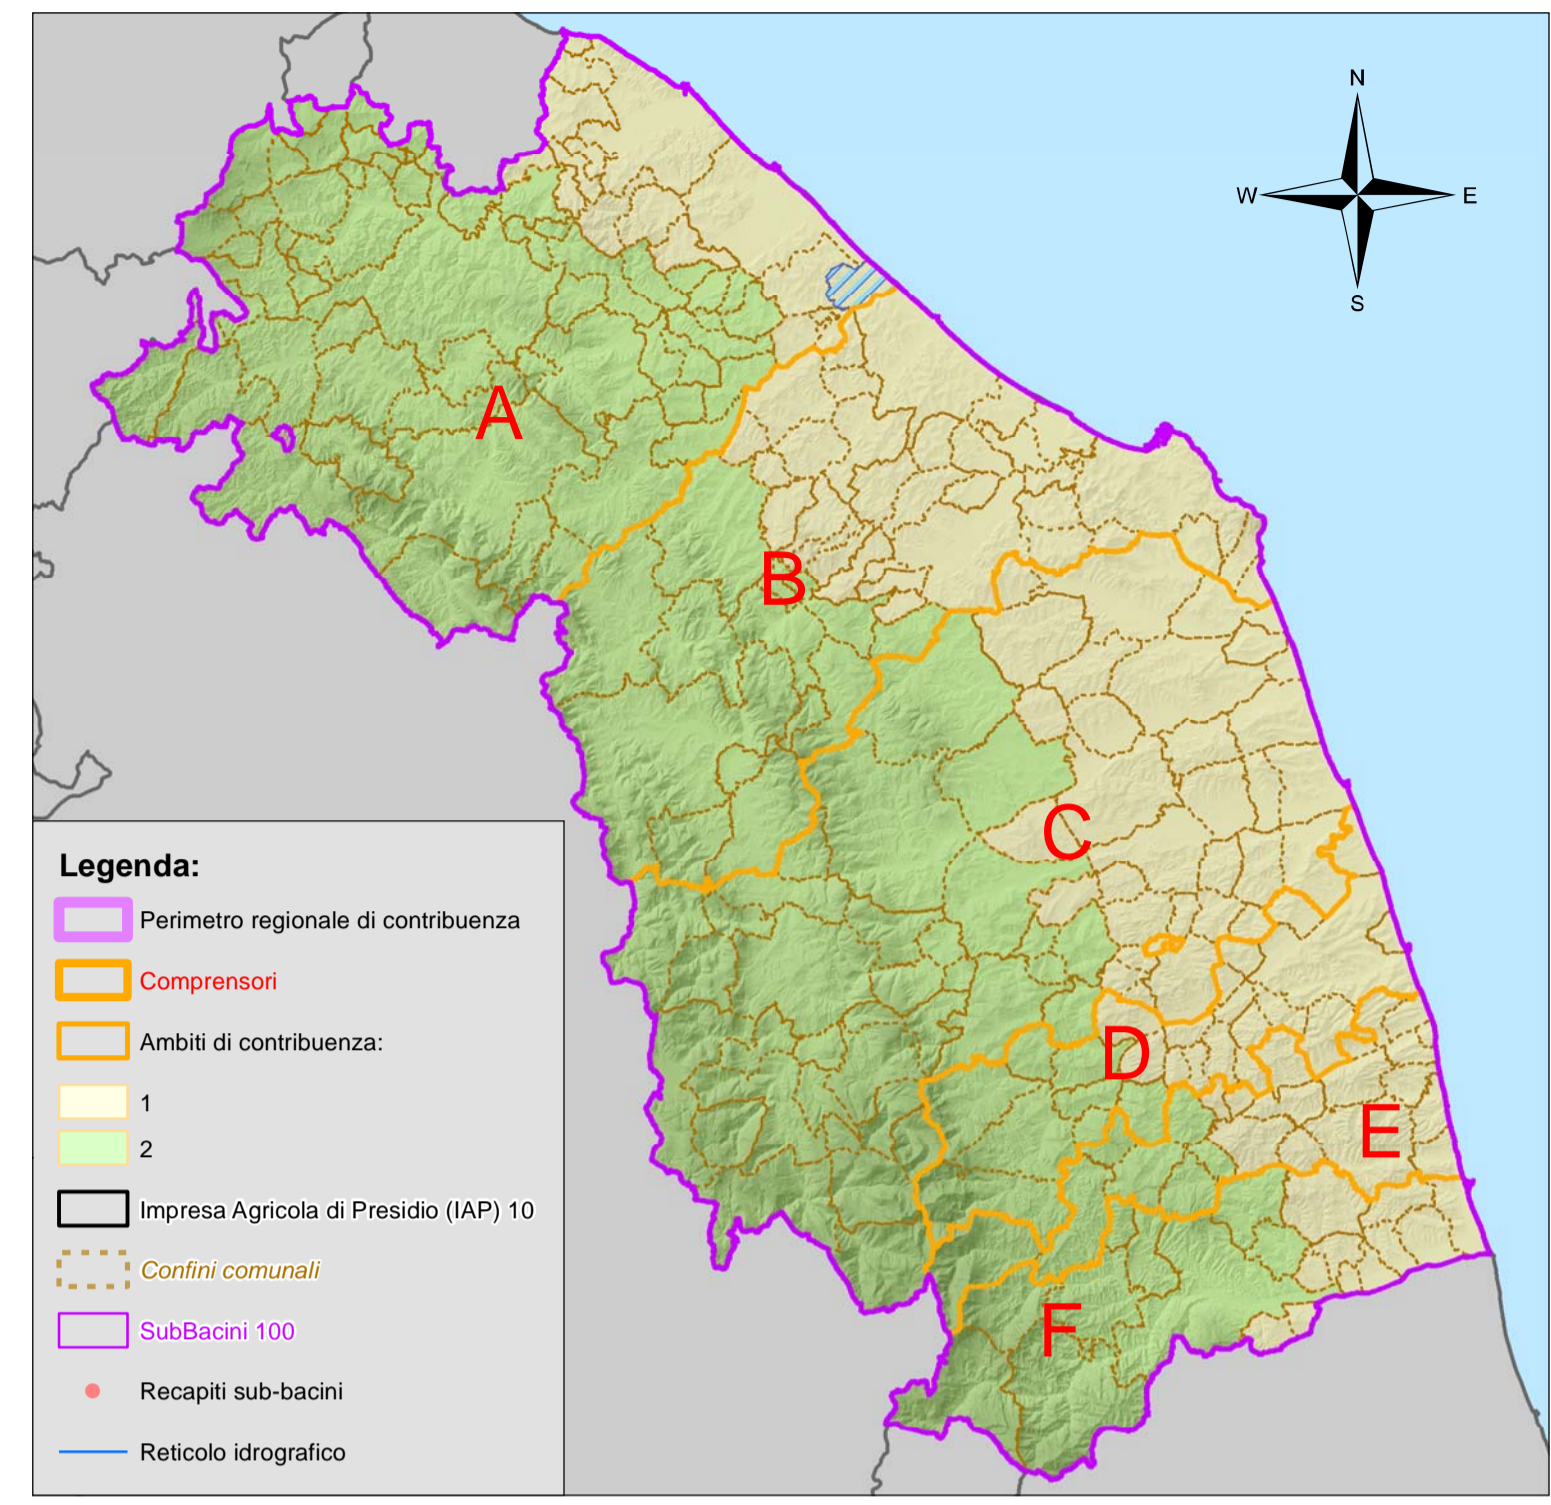 N
W
E
S
A
B
C
D
E
F
Legenda:
Perimetro regionale di contribuenza
Comprensori
Ambiti di contribuenza:
1
2
Impresa Agricola di Presidio (IAP) 10
Confini comunali
SubBacini 100
Recapiti sub-bacini
Reticolo idrografico